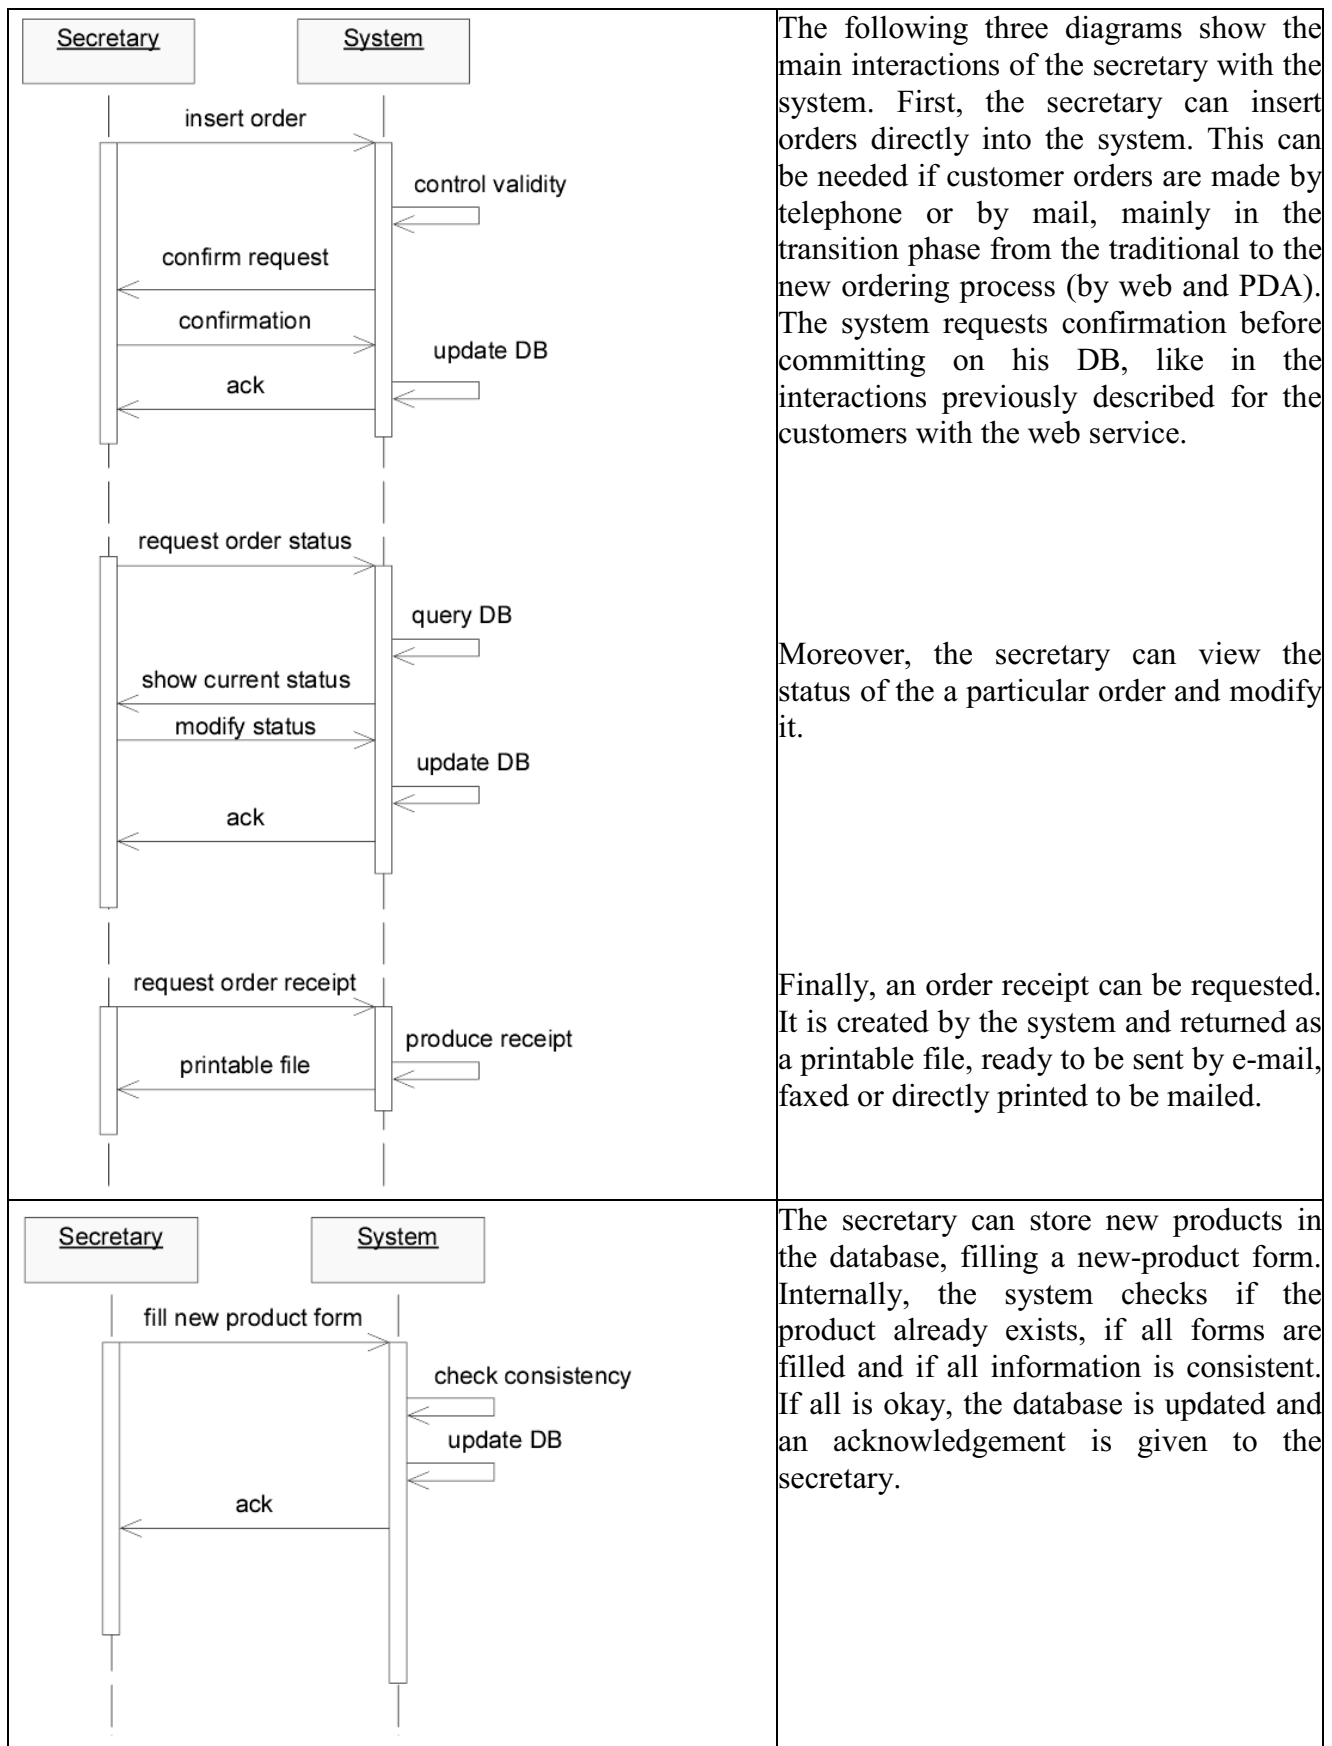 Secretary
System
insert order
control validity
confirm request
confirmation
update DB
ack
request order status
query DB
show current status
modify status
update DB
ack
request order receipt
produce receipt
printable file
The following three diagrams show the
main interactions of the secretary with the
system. First, the secretary can insert
orders directly into the system. This can
be needed if customer orders are made by
telephone or by mail, mainly in the
transition phase from the traditional to the
new ordering process (by web and PDA).
The system requests confirmation before
committing on his DB, like in the
interactions previously described for the
customers with the web service.
Moreover, the secretary can view the
status of the a particular order and modify
it.
Finally, an order receipt can be requested.
It is created by the system and returned as
a printable file, ready to be sent by e-mail,
faxed or directly printed to be mailed.
Secretary
System
fill new product form
check consistency
update DB
ack
The secretary can store new products in
the database, filling a new-product form.
Internally, the system checks if the
product already exists, if all forms are
filled and if all information is consistent.
If all is okay, the database is updated and
an acknowledgement is given to the
secretary.